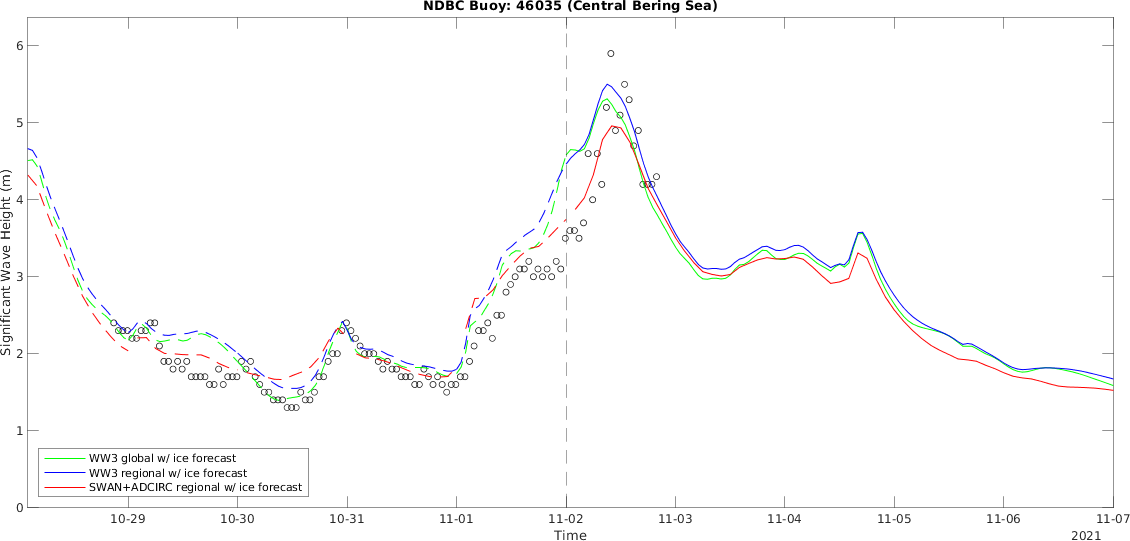 NDBC Buoy: 46035 (Central Bering Sea)
Significant Wave Height (m)
6
5
4
3
2
1
0
WW3 global w/ ice forecast
WW3 regional w/ ice forecast
SWAN+ADCIRC regional w/ ice forecast
10-29 10-30 10-31 11-01 11-02 11-03 11-04 11-05 11-06 11-07
Time
2021